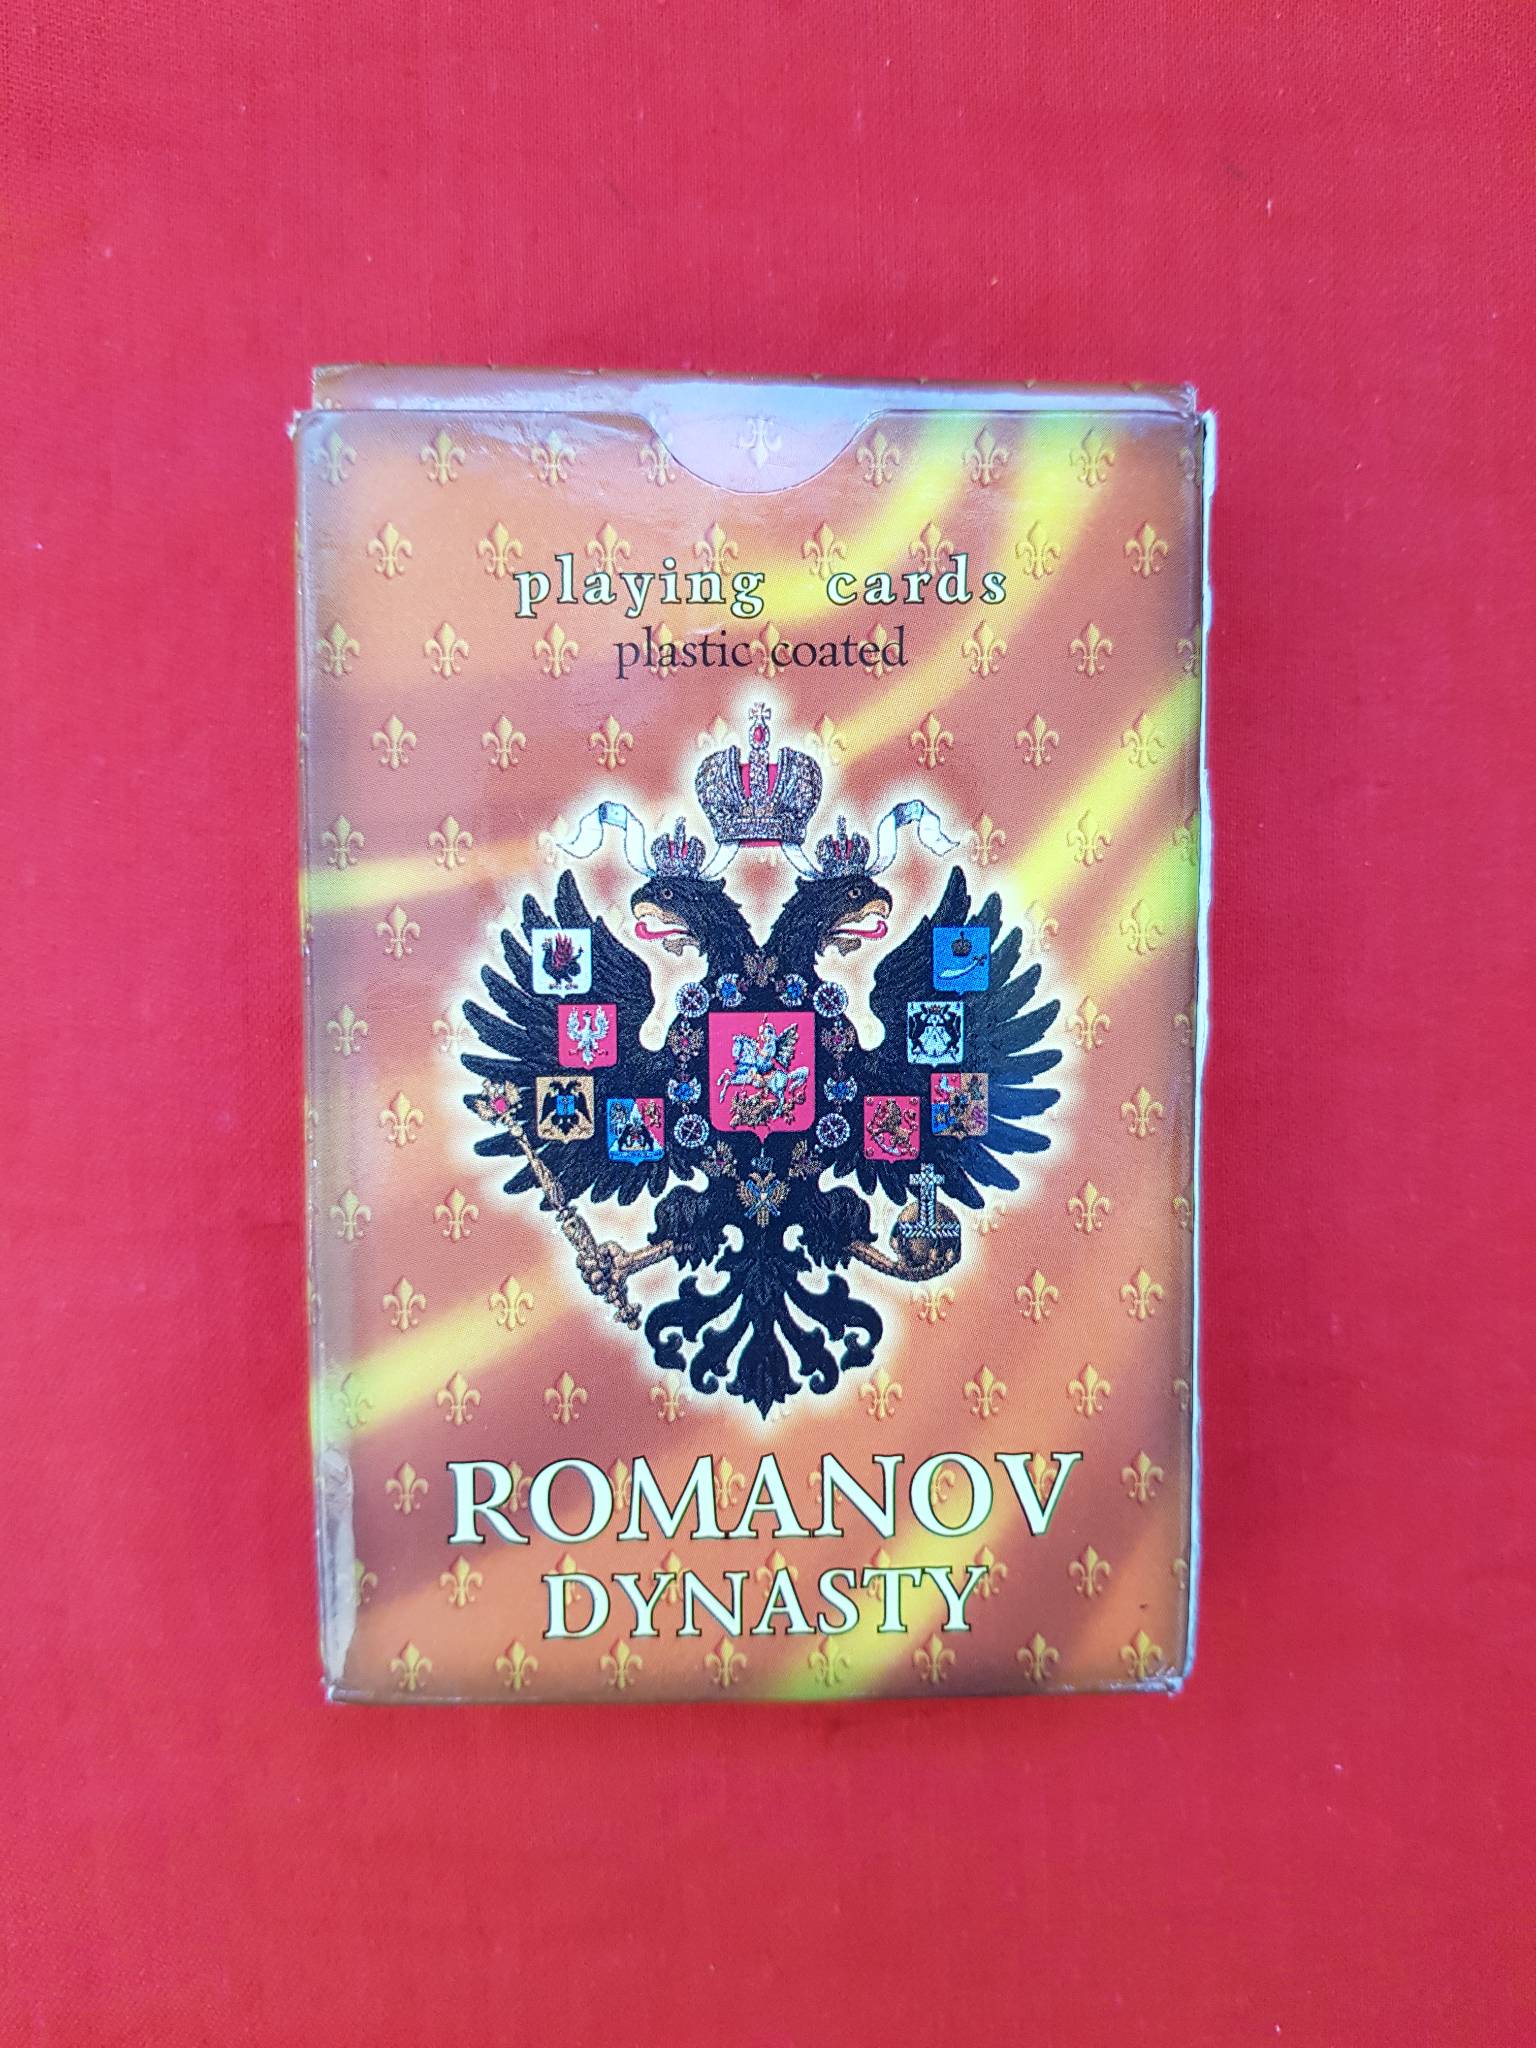 playing cards
plastic coated
ROMANOV
DYNASTY